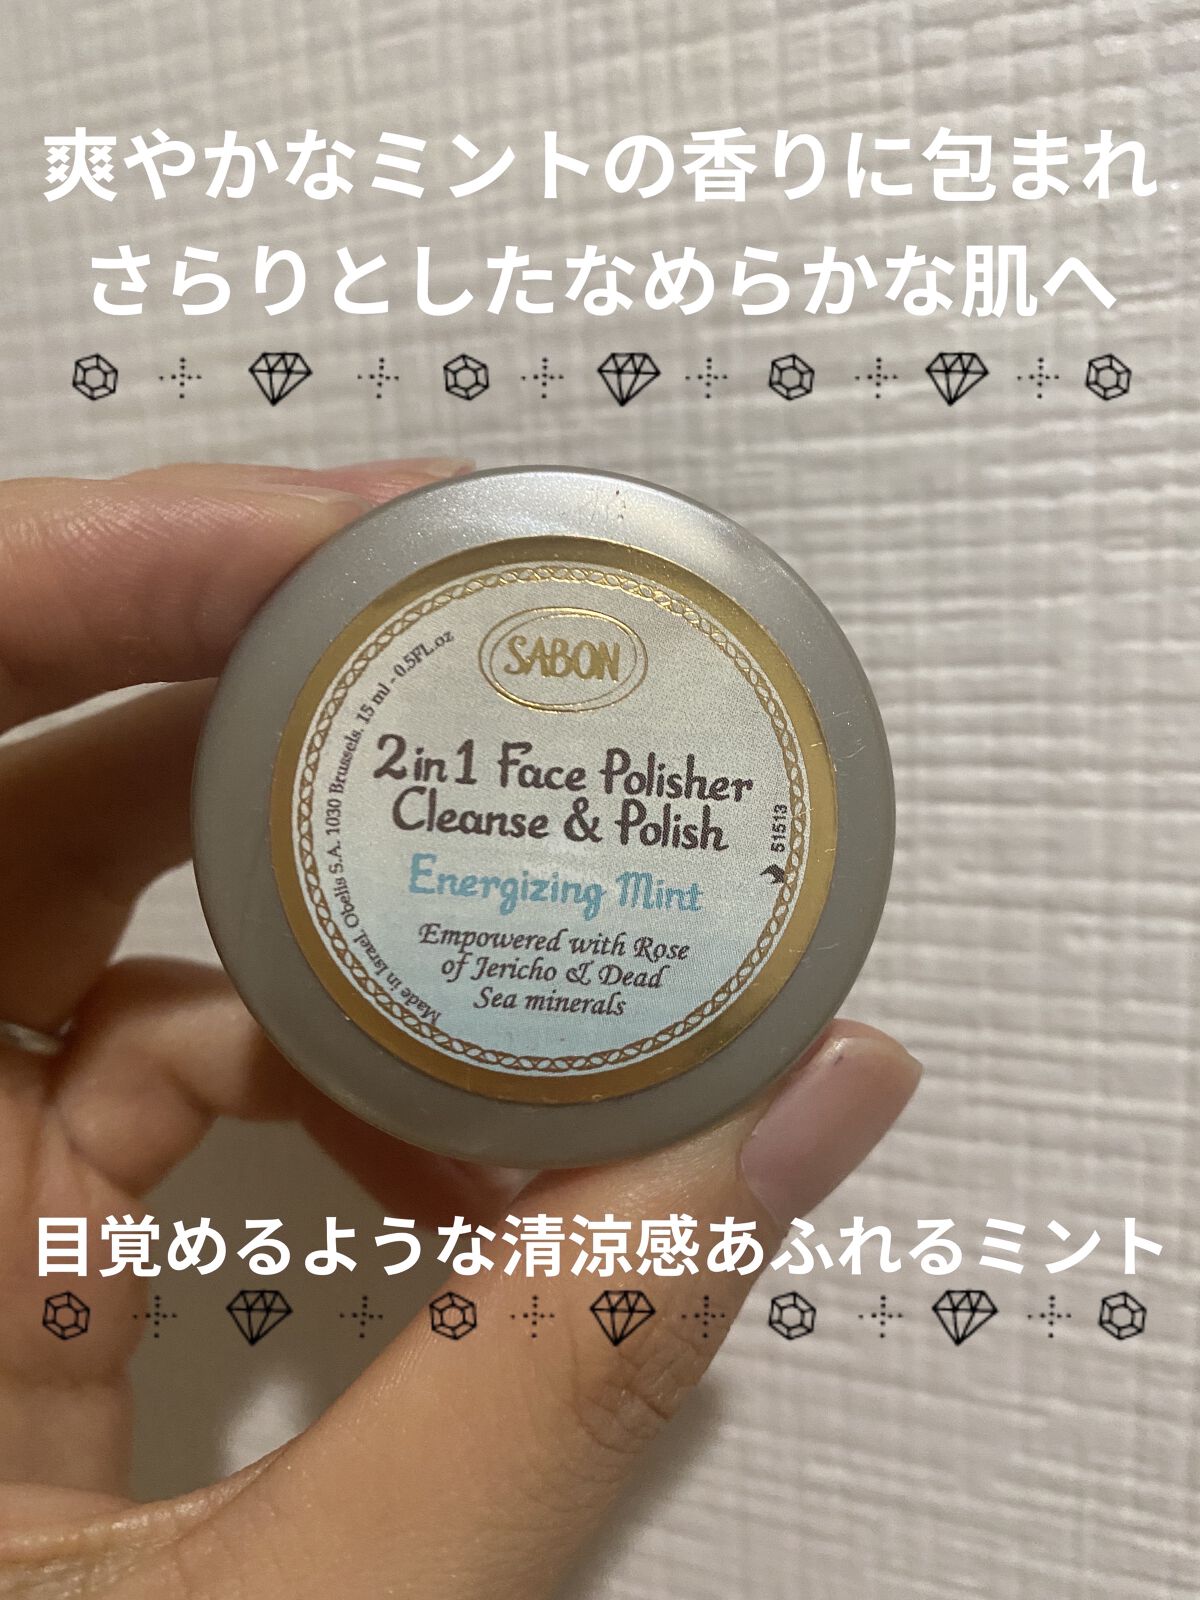 爽やかなミントの香りに包まれ
さらりとしたなめらかな肌へ
SABON
2in1 Face Polisher
Cleanse & Polish
Energizing Mint
Empowered with Rose
of Jericho & Dead
Sea minerals
Made in Israel. Obelis S.A. 1030 Brussels. 15 ml - 0.5FL.oz
51513
目覚めるような清涼感あふれるミント